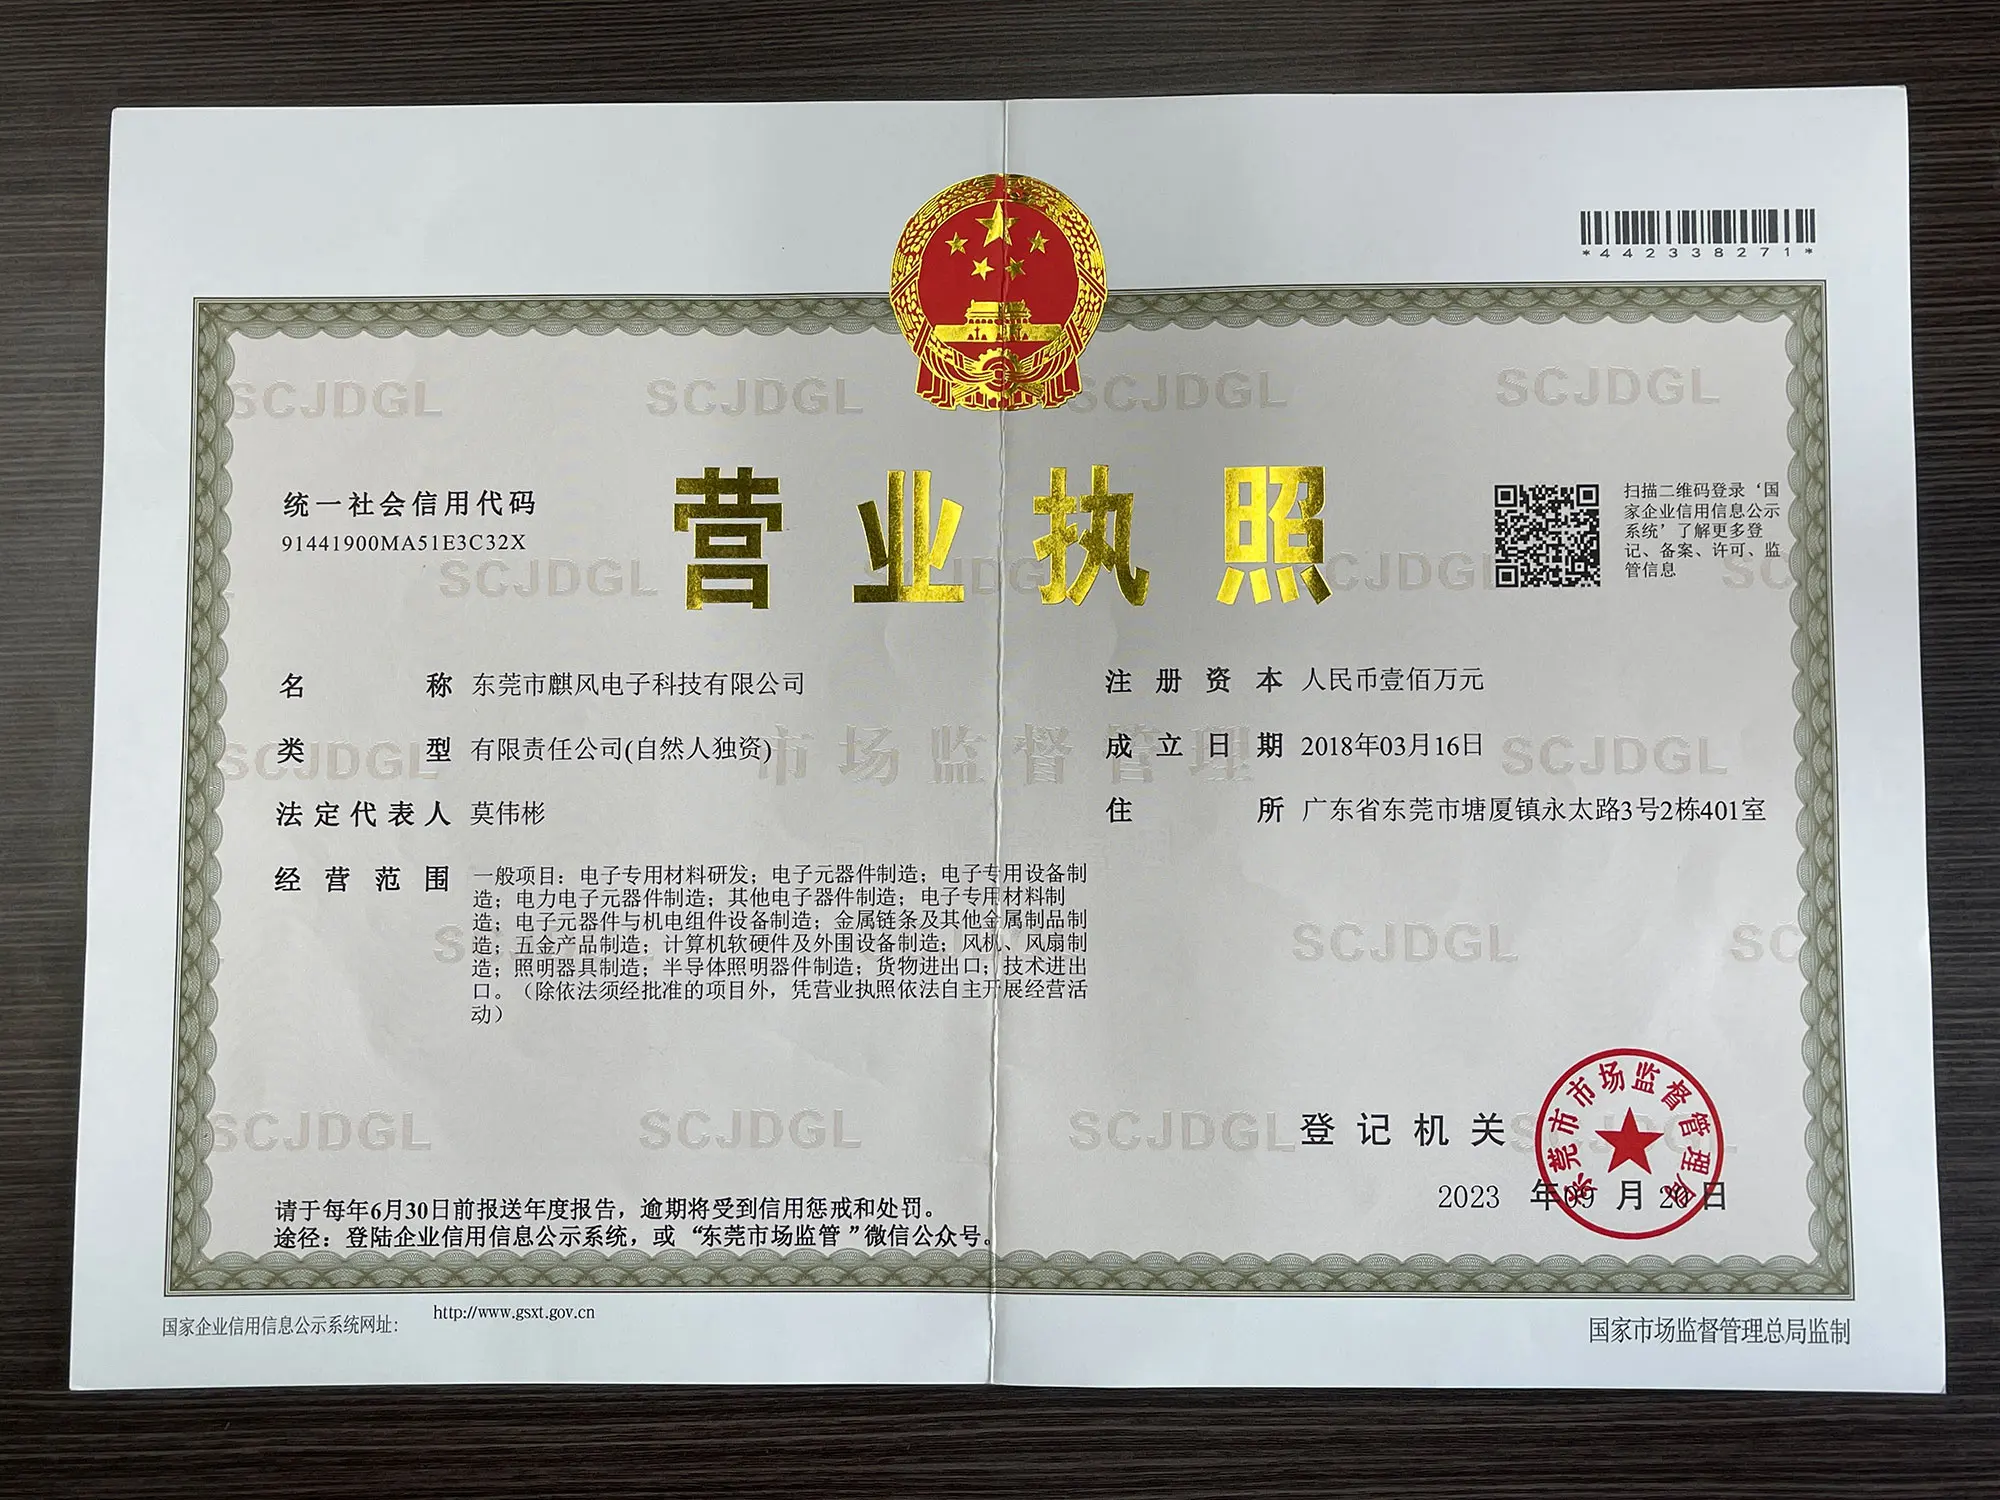 *442338271*
营业执照
统一社会信用代码
91441900MA51E3C32X
扫描二维码登录‘国
家企业信用信息公示
系统’了解更多登
记、备案、许可、监
管信息
名称 东莞市麒风电子科技有限公司
类型 有限责任公司(自然人独资)
法定代表人 莫伟彬
经营范围 一般项目：电子专用材料研发；电子元器件制造；电子专用设备制
造；电力电子元器件制造；其他电子器件制造；电子专用材料制
造；电子元器件与机电组件设备制造；金属链条及其他金属制品制
造；五金产品制造；计算机软硬件及外围设备制造；风机、风扇制
造；照明器具制造；半导体照明器件制造；货物进出口；技术进出
口。（除依法须经批准的项目外，凭营业执照依法自主开展经营活
动）
注册资本 人民币壹佰万元
成立日期 2018年03月16日
住所 广东省东莞市塘厦镇永太路3号2栋401室
SCJDGL SCJDGL SCJDGL SCJDGL
市场监督管理
登记机关
东莞市市场监督管理局
2023 年09 月 日
请于每年6月30日前报送年度报告，逾期将受到信用惩戒和处罚。
途径：登陆企业信用信息公示系统，或“东莞市场监管”微信公众号。
国家企业信用信息公示系统网址： http://www.gsxt.gov.cn
国家市场监督管理总局监制